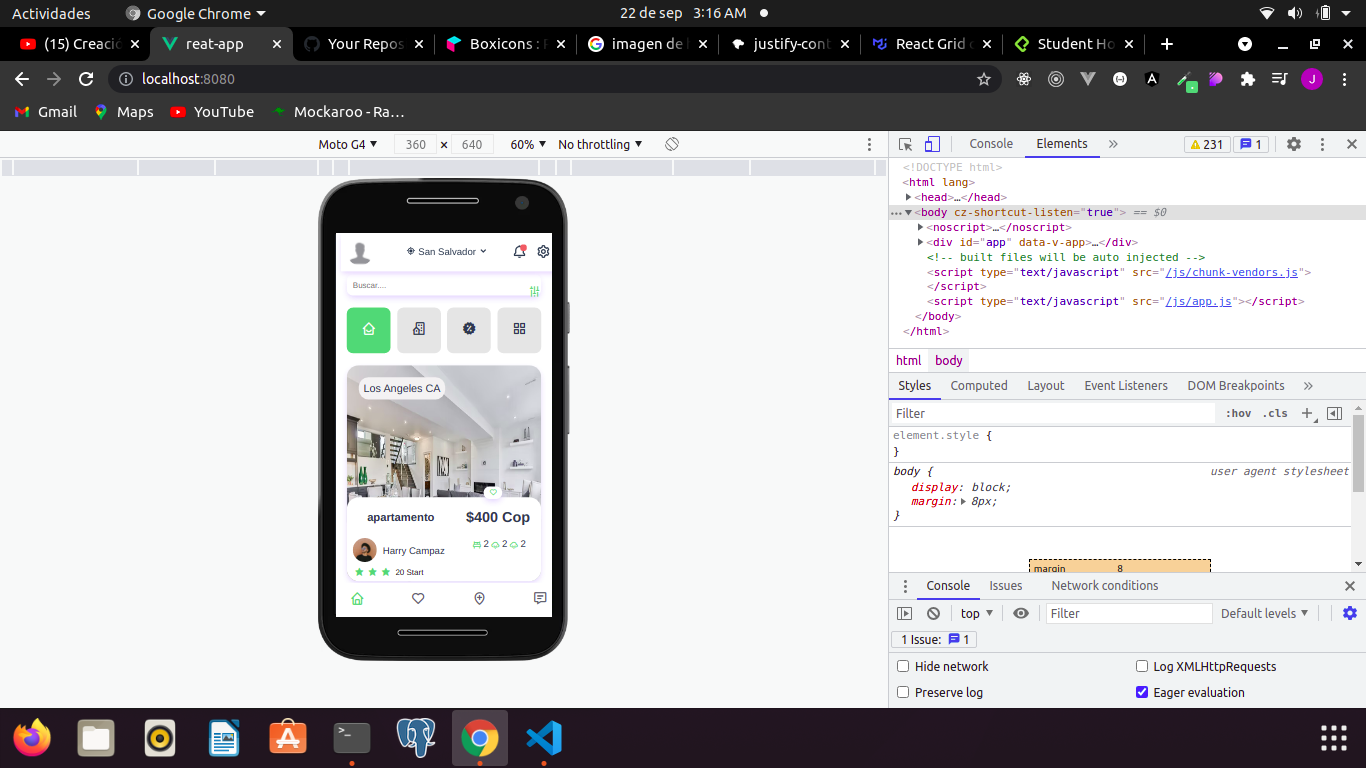 Actividades Google Chrome 22 de sep 3:16 AM
(15) Creació reat-app Your Repos Boxicons : F imagen de justify-cont React Grid Student Ho
localhost:8080 J
Gmail Maps YouTube Mockaroo - Ra…
Moto G4 360 × 640 60% No throttling
San Salvador
Buscar....
Los Angeles CA
apartamento $400 Cop
Harry Campaz 2 2 2
20 Start
Console Elements » 231 1
<!DOCTYPE html>
<html lang>
<head>…</head>
<body cz-shortcut-listen="true"> == $0
<noscript>…</noscript>
<div id="app" data-v-app>…</div>
<!-- built files will be auto injected -->
<script type="text/javascript" src="/js/chunk-vendors.js">
</script>
<script type="text/javascript" src="/js/app.js"></script>
</body>
</html>
html body
Styles Computed Layout Event Listeners DOM Breakpoints »
Filter :hov .cls +
element.style {
}
body { user agent stylesheet
display: block;
margin: 8px;
}
margin 8
Console Issues Network conditions
top Filter Default levels
1 Issue: 1
Hide network Log XMLHttpRequests
Preserve log Eager evaluation